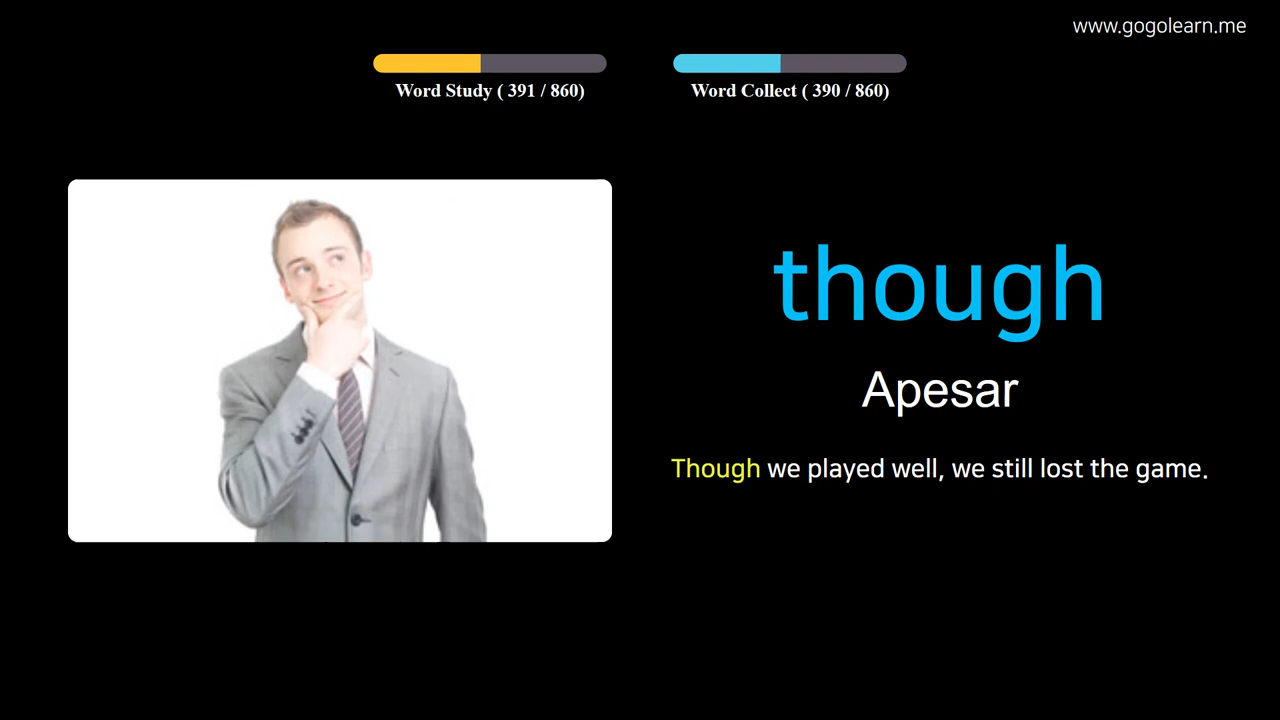 www.gogolearn.me
Word Study ( 391 / 860)
Word Collect ( 390 / 860)
though
Apesar
Though we played well, we still lost the game.